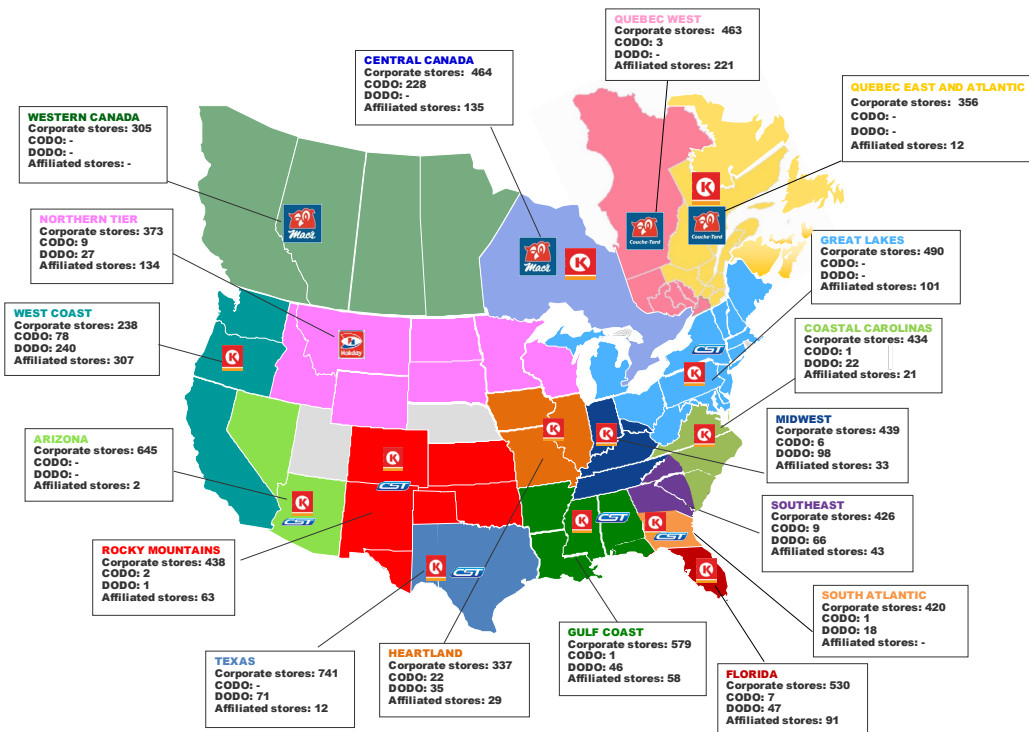 QUEBEC WEST
Corporate stores: 463
CODO: 3
DODO: -
Affiliated stores: 221
CENTRAL CANADA
Corporate stores: 464
CODO: 228
DODO: -
Affiliated stores: 135
QUEBEC EAST AND ATLANTIC
Corporate stores: 356
CODO: -
DODO: -
Affiliated stores: 12
WESTERN CANADA
Corporate stores: 305
CODO: -
DODO: -
Affiliated stores: -
NORTHERN TIER
Corporate stores: 373
CODO: 9
DODO: 27
Affiliated stores: 134
GREAT LAKES
Corporate stores: 490
CODO: -
DODO: -
Affiliated stores: 101
WEST COAST
Corporate stores: 238
CODO: 78
DODO: 240
Affiliated stores: 307
COASTAL CAROLINAS
Corporate stores: 434
CODO: 1
DODO: 22
Affiliated stores: 21
ARIZONA
Corporate stores: 645
CODO: -
DODO: -
Affiliated stores: 2
MIDWEST
Corporate stores: 439
CODO: 6
DODO: 98
Affiliated stores: 33
SOUTHEAST
Corporate stores: 426
CODO: 9
DODO: 66
Affiliated stores: 43
ROCKY MOUNTAINS
Corporate stores: 438
CODO: 2
DODO: 1
Affiliated stores: 63
SOUTH ATLANTIC
Corporate stores: 420
CODO: 1
DODO: 18
Affiliated stores: -
TEXAS
Corporate stores: 741
CODO: -
DODO: 71
Affiliated stores: 12
HEARTLAND
Corporate stores: 337
CODO: 22
DODO: 35
Affiliated stores: 29
GULF COAST
Corporate stores: 579
CODO: 1
DODO: 46
Affiliated stores: 58
FLORIDA
Corporate stores: 530
CODO: 7
DODO: 47
Affiliated stores: 91
Mac's
Mac's
K
Couche-Tard
K
Couche-Tard
Holiday
K
CST
K
K
K
K
K
K
CST
K
CST
K
CST
K
CST
K
CST
K